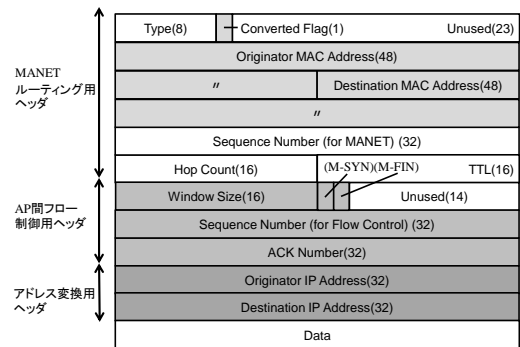 Type(8) Converted Flag(1) Unused(23)
MANET
ルーティング用
ヘッダ
Originator MAC Address(48)
〃 Destination MAC Address(48)
〃
Sequence Number (for MANET) (32)
Hop Count(16) (M-SYN)(M-FIN) TTL(16)
AP間フロー
制御用ヘッダ
Window Size(16) Unused(14)
Sequence Number (for Flow Control) (32)
ACK Number(32)
アドレス変換用
ヘッダ
Originator IP Address(32)
Destination IP Address(32)
Data